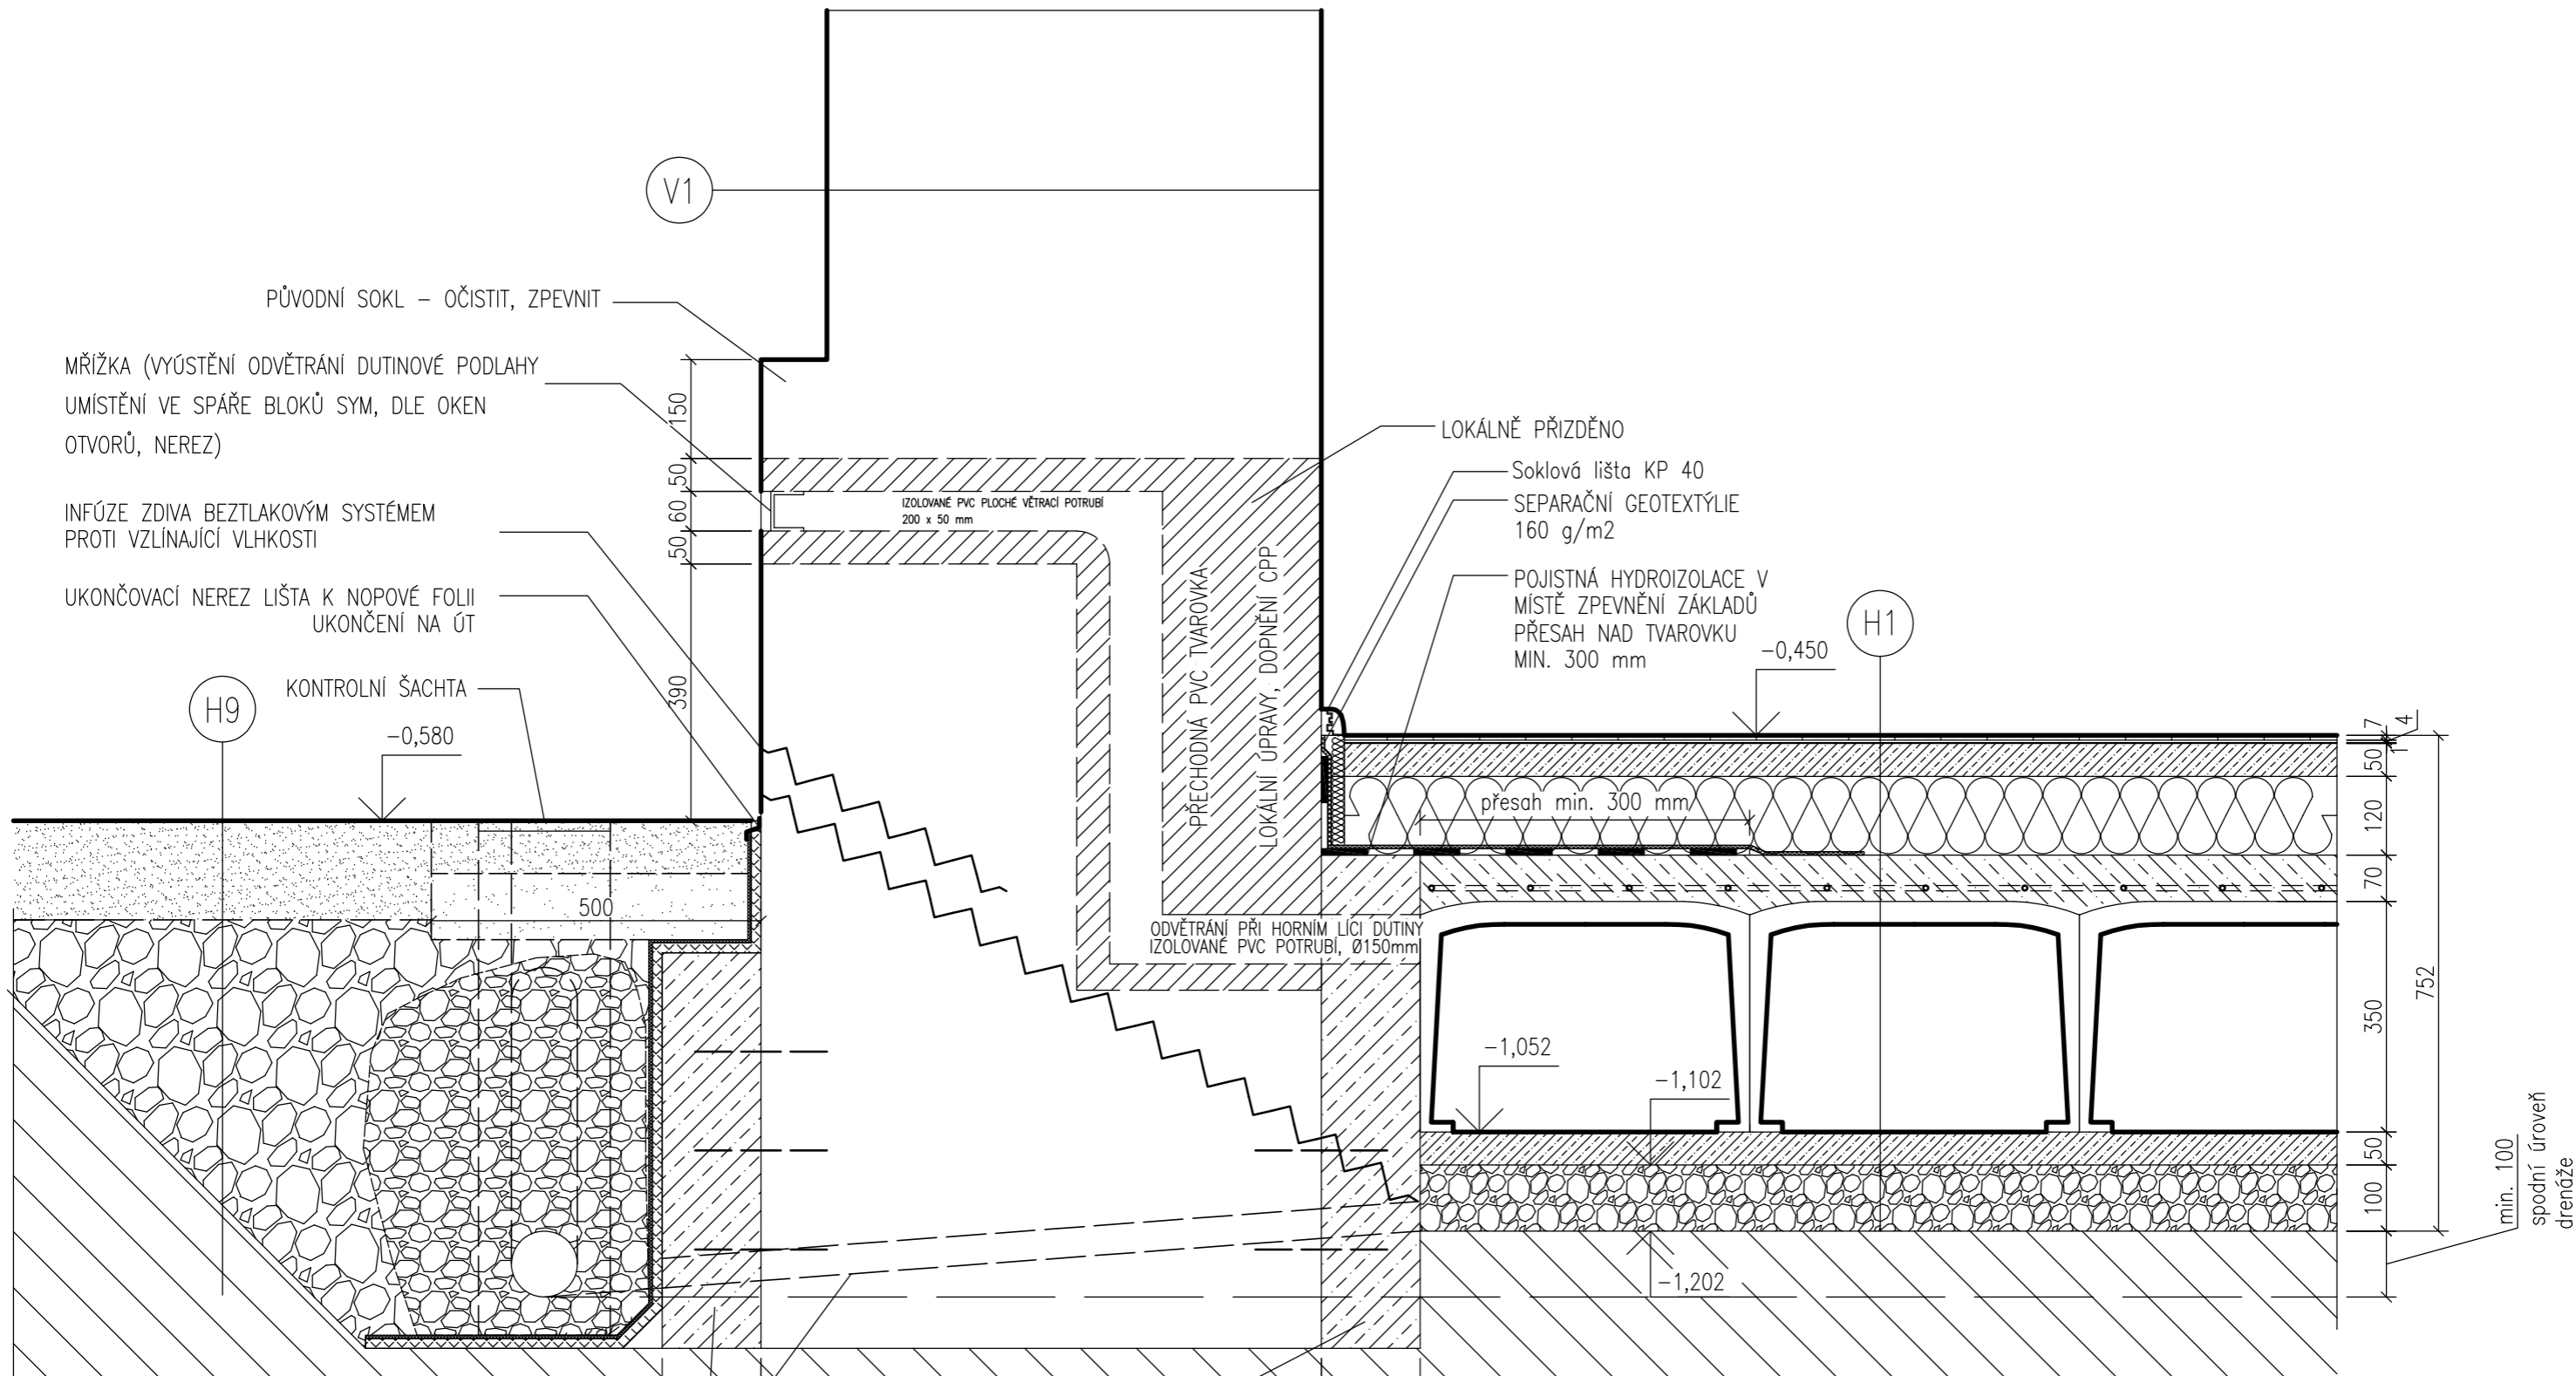 V1
PŮVODNÍ SOKL – OČISTIT, ZPEVNIT
MŘÍŽKA (VYÚSTĚNÍ ODVĚTRÁNÍ DUTINOVÉ PODLAHY
UMÍSTĚNÍ VE SPÁŘE BLOKŮ SYM, DLE OKEN
OTVORŮ, NEREZ)
INFÚZE ZDIVA BEZTLAKOVÝM SYSTÉMEM
PROTI VZLÍNAJÍCÍ VLHKOSTI
UKONČOVACÍ NEREZ LIŠTA K NOPOVÉ FOLII
UKONČENÍ NA ÚT
KONTROLNÍ ŠACHTA
H9
-0,580
150
50
60
50
390
500
IZOLOVANÉ PVC PLOCHÉ VĚTRACÍ POTRUBÍ
200 x 50 mm
PŘECHODNÁ PVC TVAROVKA
LOKÁLNÍ ÚPRAVY, DOPNĚNÍ CPP
ODVĚTRÁNÍ PŘI HORNÍM LÍCI DUTINY
IZOLOVANÉ PVC POTRUBÍ, Ø150mm
LOKÁLNĚ PŘIZDĚNO
Soklová lišta KP 40
SEPARAČNÍ GEOTEXTÝLIE
160 g/m2
POJISTNÁ HYDROIZOLACE V
MÍSTĚ ZPEVNĚNÍ ZÁKLADŮ
PŘESAH NAD TVAROVKU
MIN. 300 mm
H1
-0,450
přesah min. 300 mm
-1,052
-1,102
-1,202
7
4
1
50
120
70
350
50
100
752
min. 100
spodní úroveň
drenáže